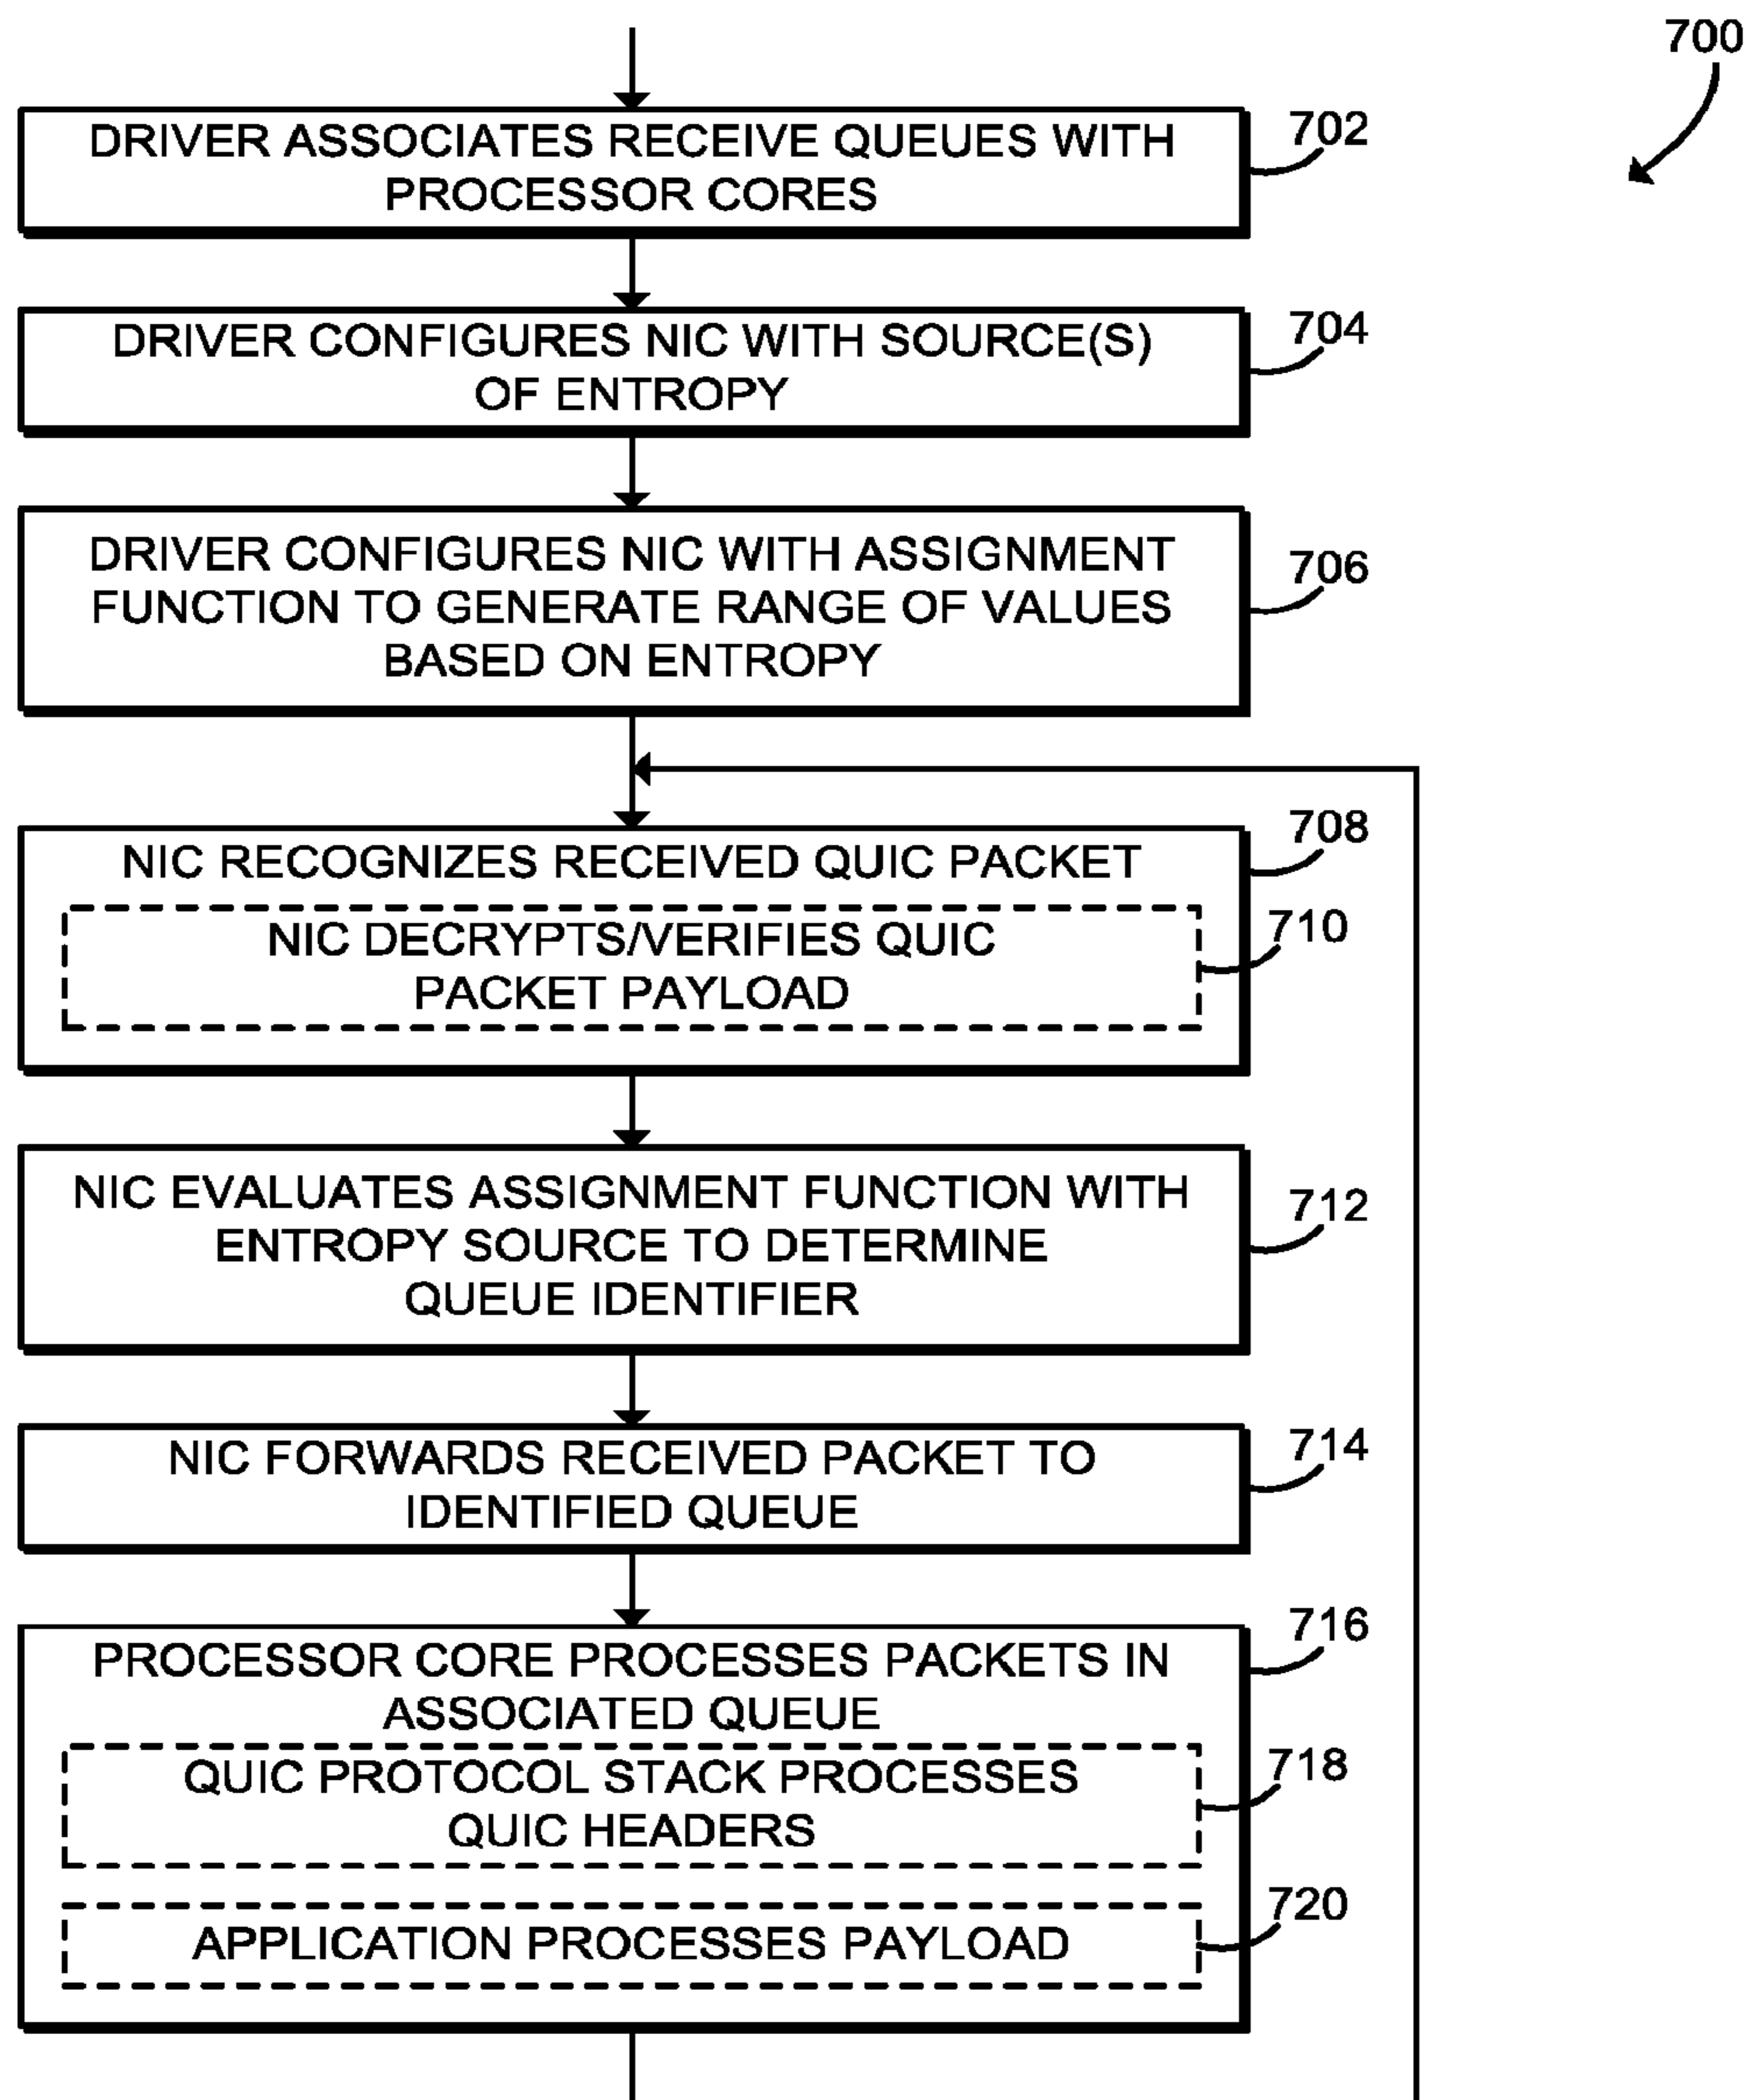 700
DRIVER ASSOCIATES RECEIVE QUEUES WITH
PROCESSOR CORES
702
DRIVER CONFIGURES NIC WITH SOURCE(S)
OF ENTROPY
704
DRIVER CONFIGURES NIC WITH ASSIGNMENT
FUNCTION TO GENERATE RANGE OF VALUES
BASED ON ENTROPY
706
NIC RECOGNIZES RECEIVED QUIC PACKET
708
NIC DECRYPTS/VERIFIES QUIC
PACKET PAYLOAD
710
NIC EVALUATES ASSIGNMENT FUNCTION WITH
ENTROPY SOURCE TO DETERMINE
QUEUE IDENTIFIER
712
NIC FORWARDS RECEIVED PACKET TO
IDENTIFIED QUEUE
714
PROCESSOR CORE PROCESSES PACKETS IN
ASSOCIATED QUEUE
716
QUIC PROTOCOL STACK PROCESSES
QUIC HEADERS
718
APPLICATION PROCESSES PAYLOAD
720